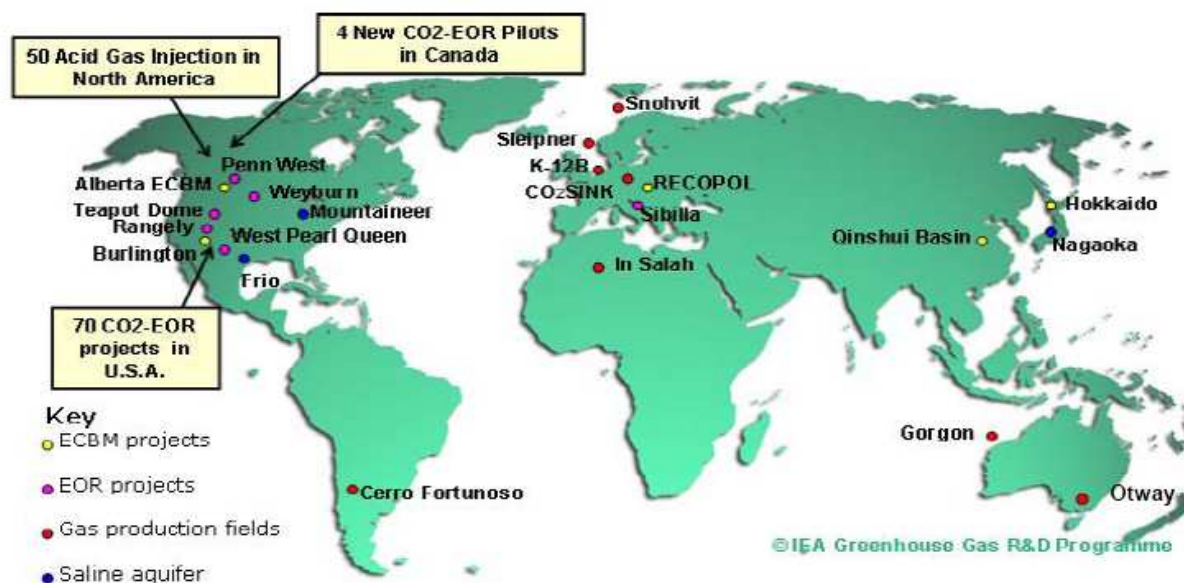 50 Acid Gas Injection in
North America
4 New CO2-EOR Pilots
in Canada
Snohvit
Sleipner
K-12B
CO2SINK
RECOPOL
Sibilla
Penn West
Alberta ECBM
Weyburn
Teapot Dome
Mountaineer
Rangely
West Pearl Queen
Burlington
Frio
Hokkaido
Qinshui Basin
Nagaoka
In Salah
70 CO2-EOR
projects in
U.S.A.
Key
ECBM projects
EOR projects
Gas production fields
Saline aquifer
Gorgon
Cerro Fortunoso
Otway
©IEA Greenhouse Gas R&D Programme